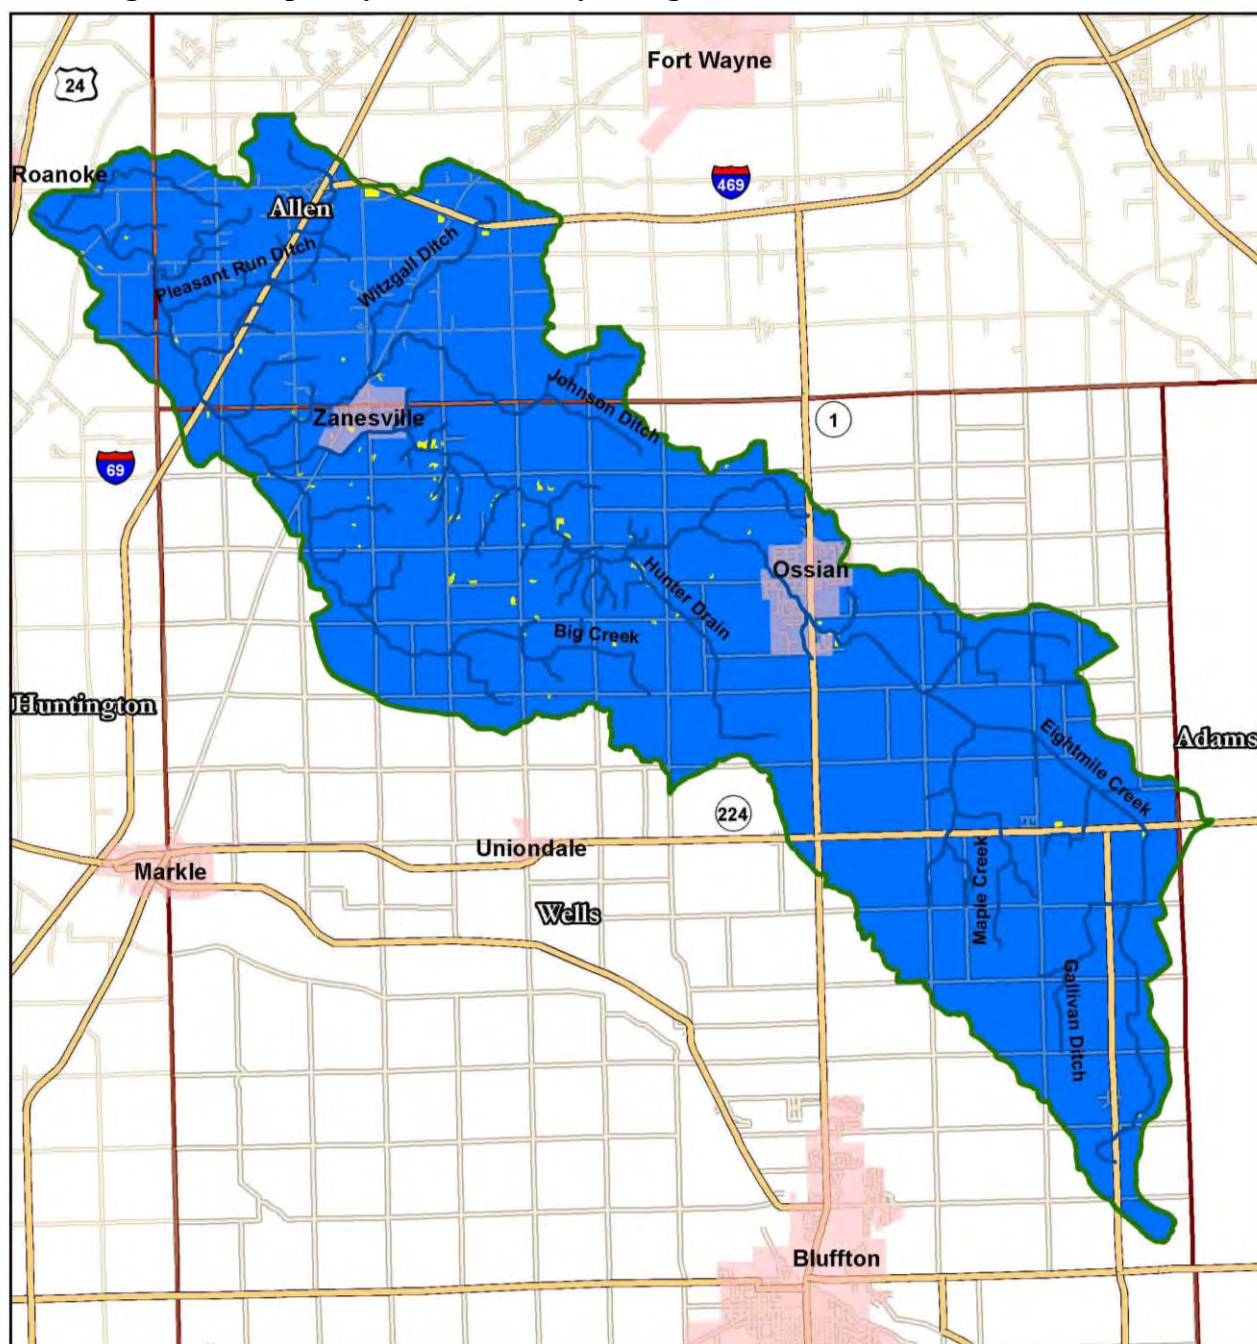 Fort Wayne
24
Roanoke
469
Allen
Pleasant Run Ditch
Witzgall Ditch
Johnson Ditch
Zanesville
1
69
Ossian
Hunter Drain
Big Creek
Huntington
Adams
Eightmile Creek
224
Uniondale
Markle
Maple Creek
Wells
Gallivan Ditch
Bluffton